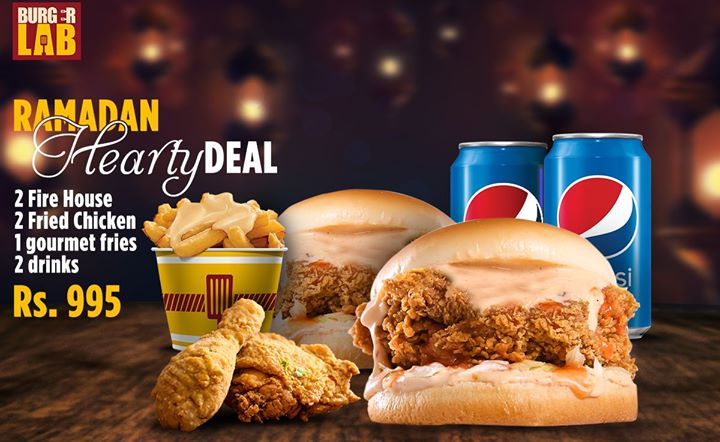 BURGER
LAB
RAMADAN
Hearty DEAL
2 Fire House
2 Fried Chicken
1 gourmet fries
2 drinks
Rs. 995